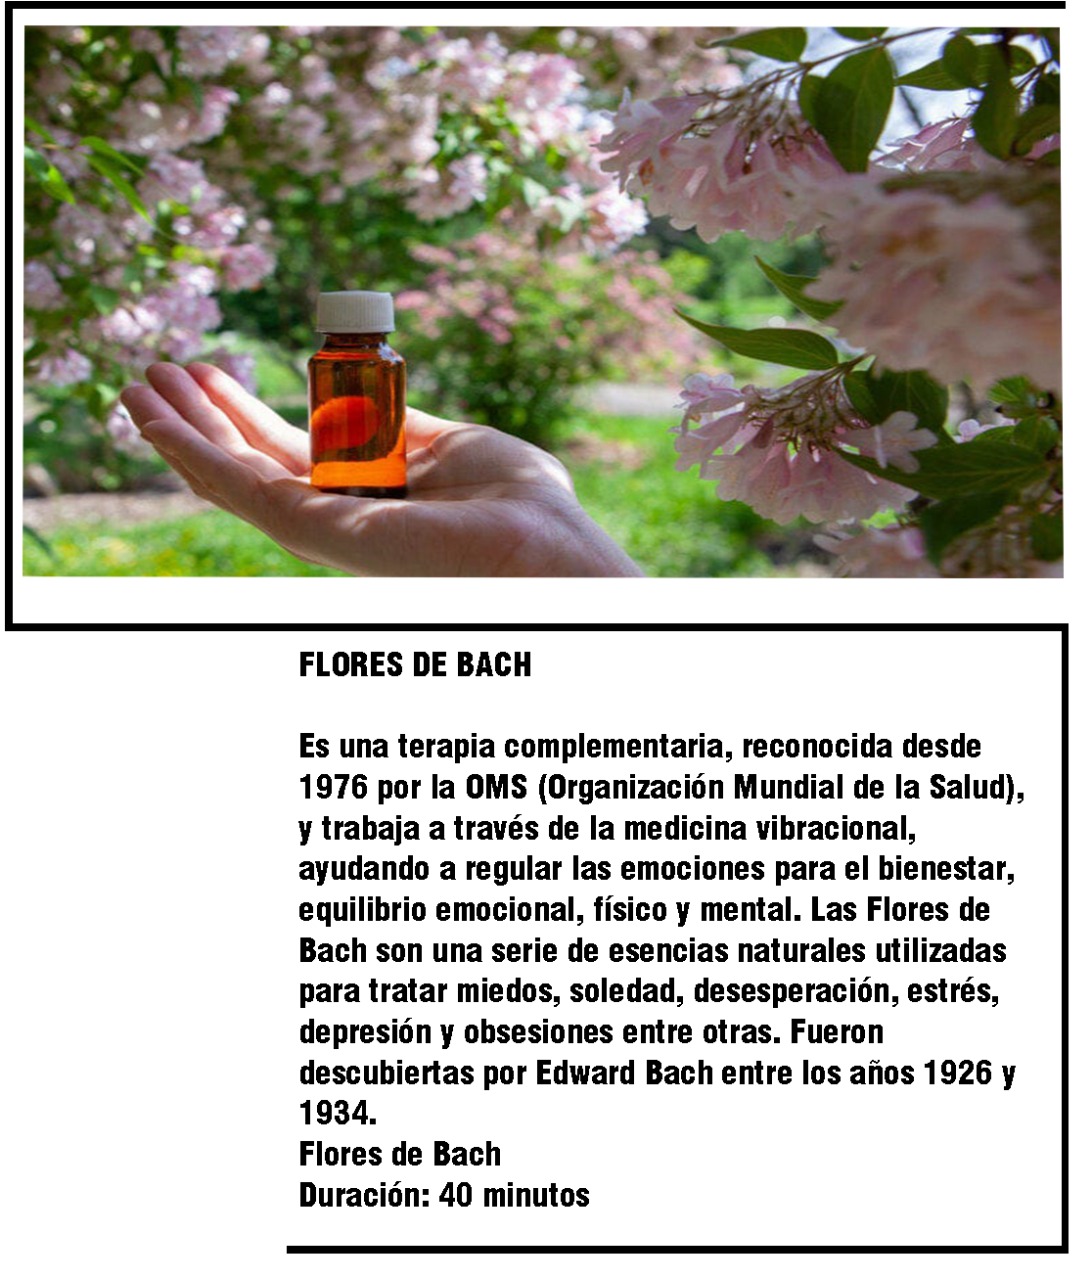 FLORES DE BACH
Es una terapia complementaria, reconocida desde
1976 por la OMS (Organización Mundial de la Salud),
y trabaja a través de la medicina vibracional,
ayudando a regular las emociones para el bienestar,
equilibrio emocional, físico y mental. Las Flores de
Bach son una serie de esencias naturales utilizadas
para tratar miedos, soledad, desesperación, estrés,
depresión y obsesiones entre otras. Fueron
descubiertas por Edward Bach entre los años 1926 y
1934.
Flores de Bach
Duración: 40 minutos